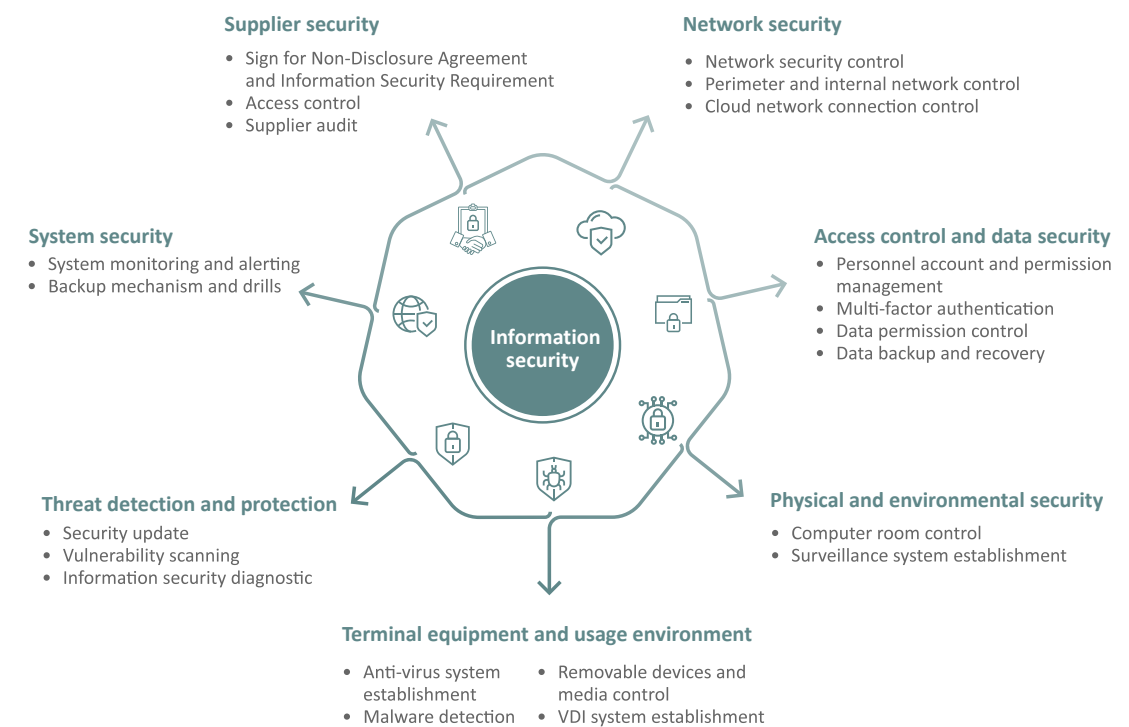 Supplier security
• Sign for Non-Disclosure Agreement
and Information Security Requirement
• Access control
• Supplier audit
Network security
• Network security control
• Perimeter and internal network control
• Cloud network connection control
System security
• System monitoring and alerting
• Backup mechanism and drills
Access control and data security
• Personnel account and permission
management
• Multi-factor authentication
• Data permission control
• Data backup and recovery
Information
security
Threat detection and protection
• Security update
• Vulnerability scanning
• Information security diagnostic
Physical and environmental security
• Computer room control
• Surveillance system establishment
Terminal equipment and usage environment
• Anti-virus system
establishment
• Malware detection
• Removable devices and
media control
• VDI system establishment